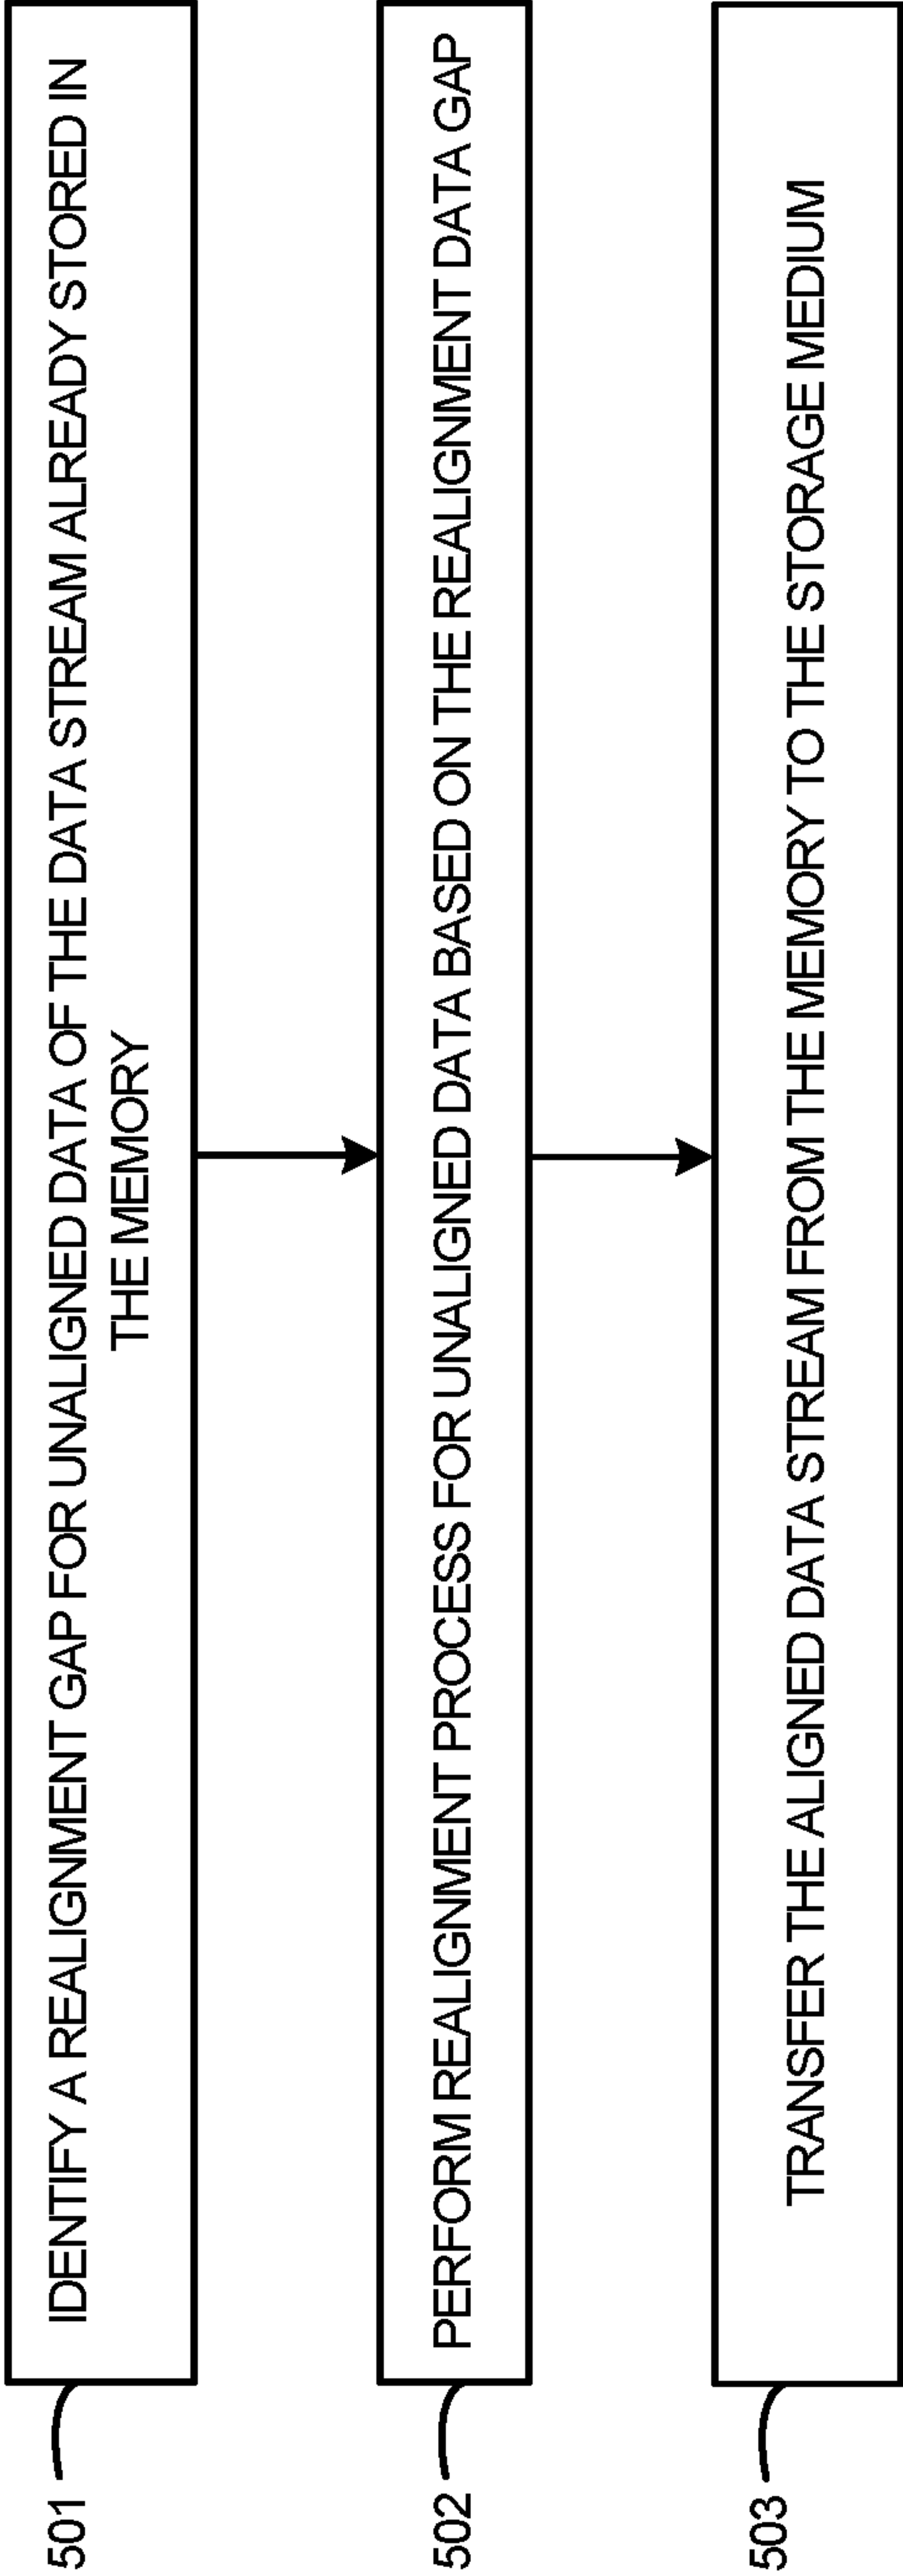 501
IDENTIFY A REALIGNMENT GAP FOR UNALIGNED DATA OF THE DATA STREAM ALREADY STORED IN
THE MEMORY
502
PERFORM REALIGNMENT PROCESS FOR UNALIGNED DATA BASED ON THE REALIGNMENT DATA GAP
503
TRANSFER THE ALIGNED DATA STREAM FROM THE MEMORY TO THE STORAGE MEDIUM